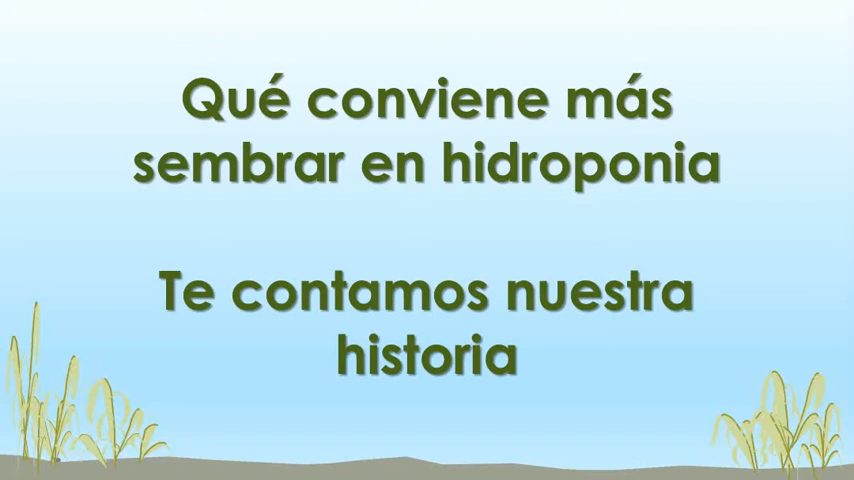 Qué conviene más
sembrar en hidroponia
Te contamos nuestra
historia